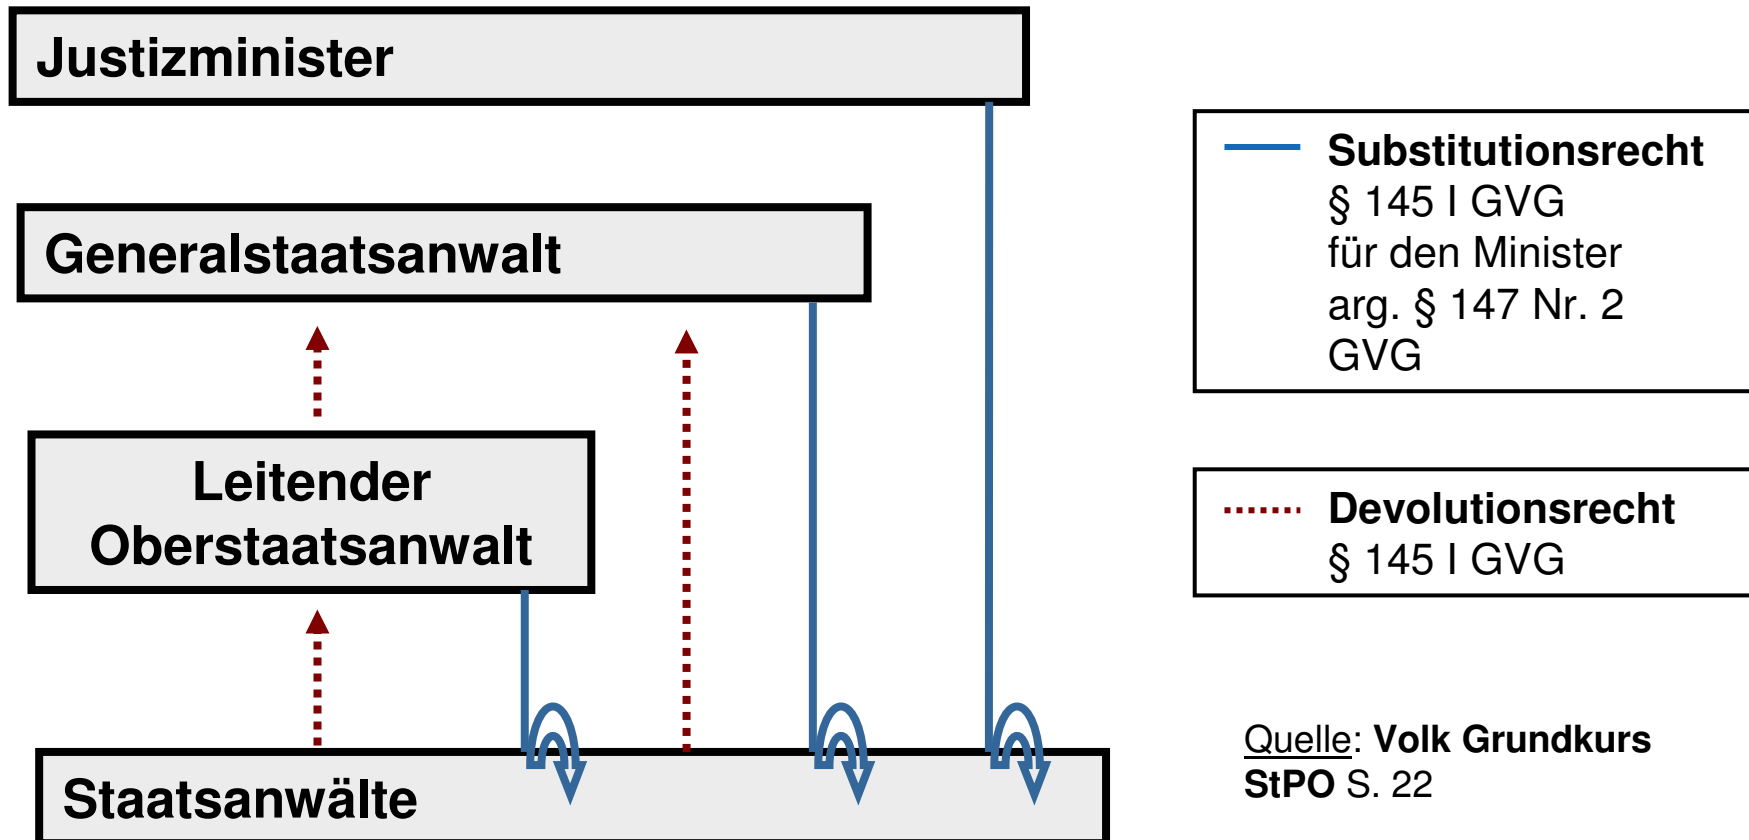 Justizminister
Generalstaatsanwalt
Leitender
Oberstaatsanwalt
Staatsanwälte
Substitutionsrecht
§ 145 I GVG
für den Minister
arg. § 147 Nr. 2
GVG
Devolutionsrecht
§ 145 I GVG
Quelle: Volk Grundkurs
StPO S. 22